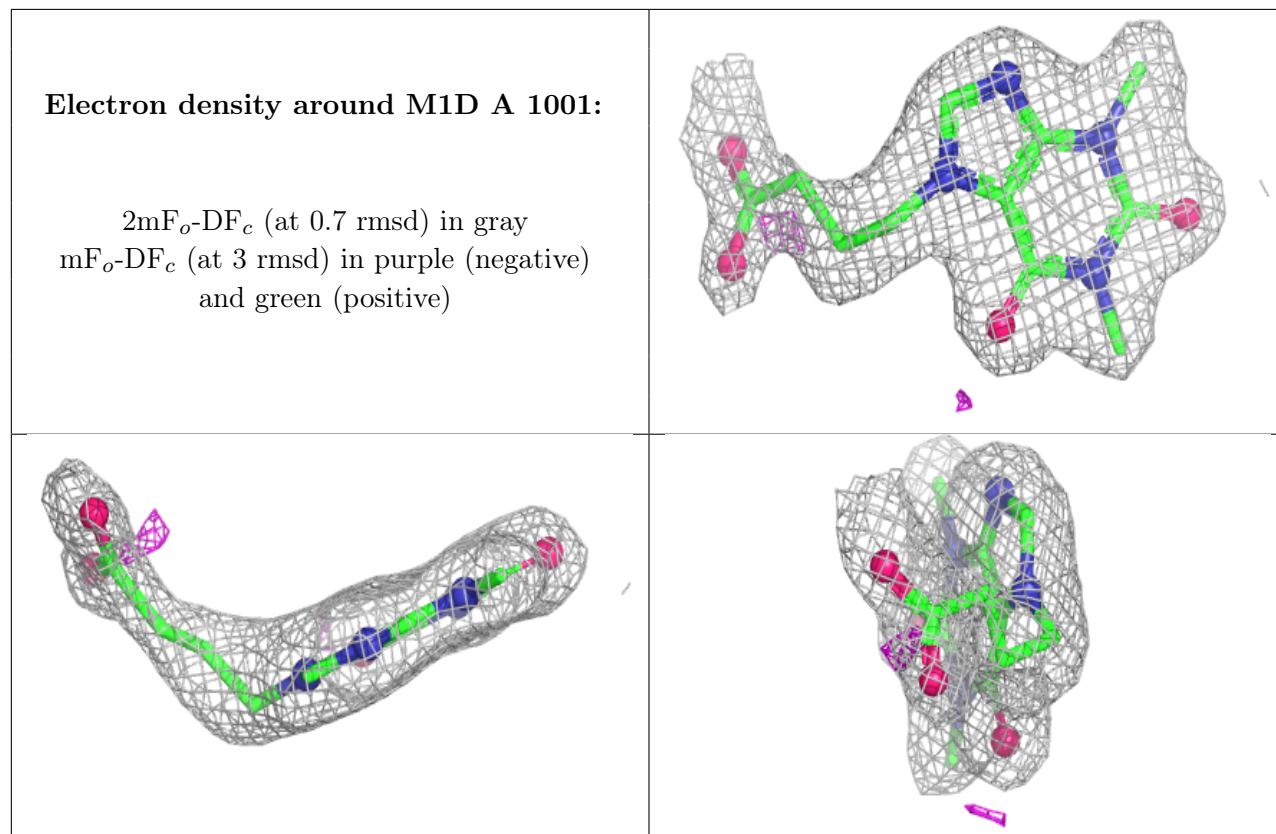 Electron density around M1D A 1001:
2mFo-DFc (at 0.7 rmsd) in gray
mFo-DFc (at 3 rmsd) in purple (negative)
and green (positive)